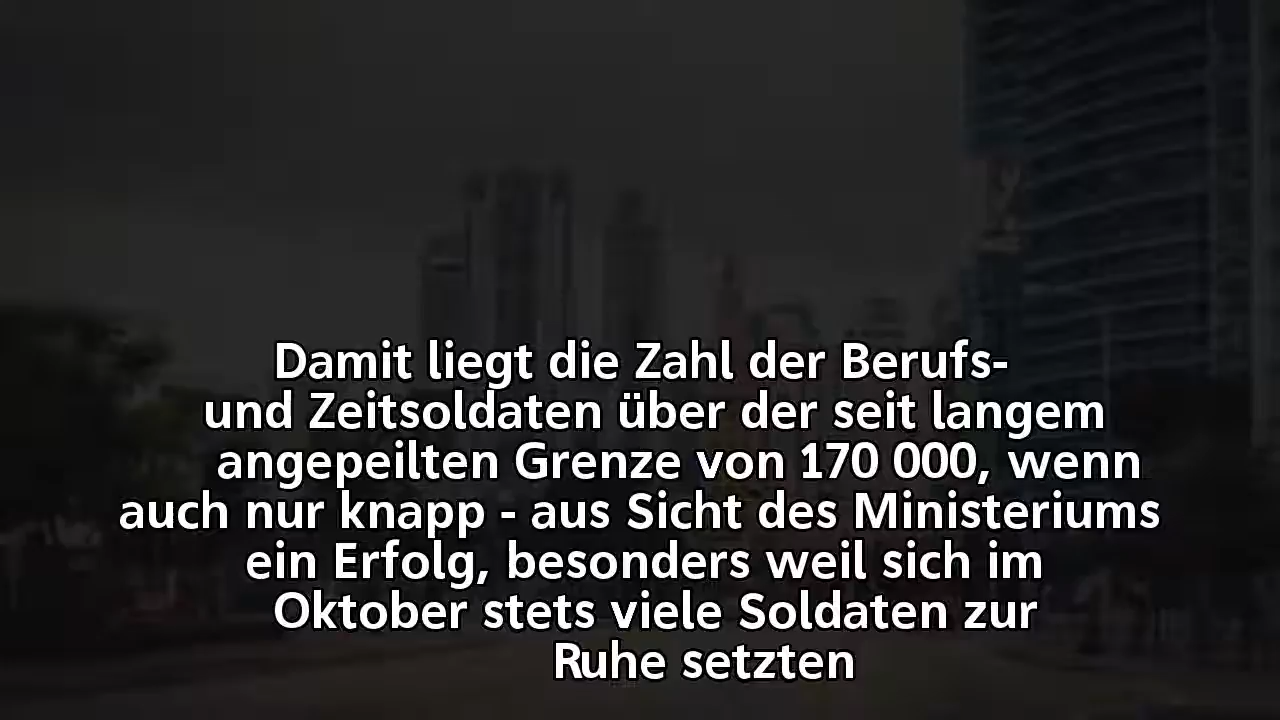 Damit liegt die Zahl der Berufs-
und Zeitsoldaten über der seit langem
angepeilten Grenze von 170 000, wenn
auch nur knapp - aus Sicht des Ministeriums
ein Erfolg, besonders weil sich im
Oktober stets viele Soldaten zur
Ruhe setzten